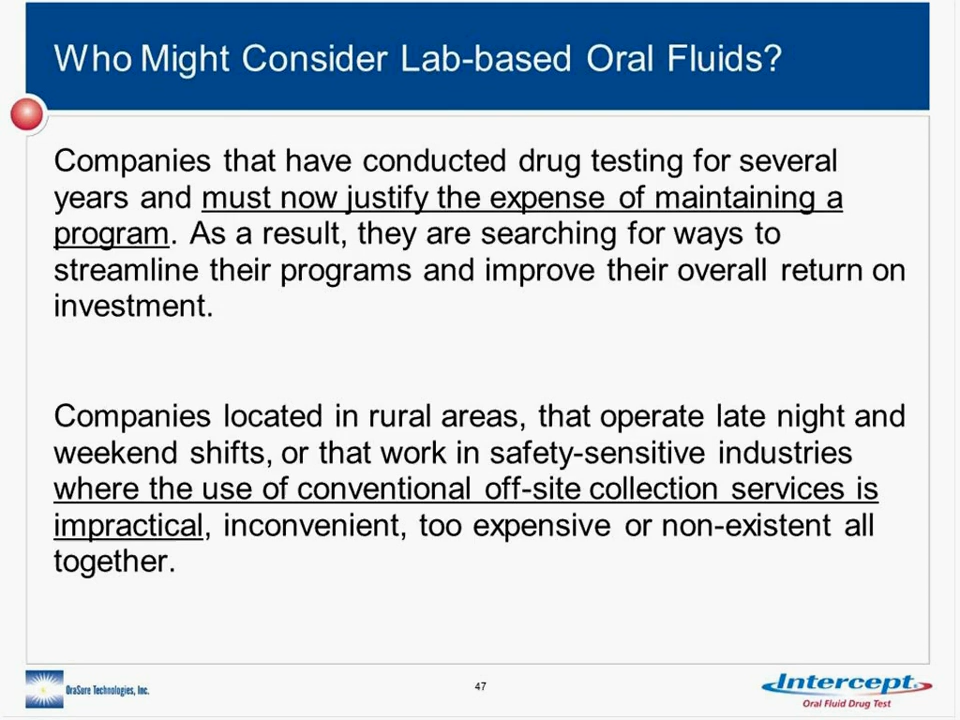 Who Might Consider Lab-based Oral Fluids?
Companies that have conducted drug testing for several
years and must now justify the expense of maintaining a
program. As a result, they are searching for ways to
streamline their programs and improve their overall return on
investment.
Companies located in rural areas, that operate late night and
weekend shifts, or that work in safety-sensitive industries
where the use of conventional off-site collection services is
impractical, inconvenient, too expensive or non-existent all
together.
OraSure Technologies, Inc.
47
Intercept®
Oral Fluid Drug Test